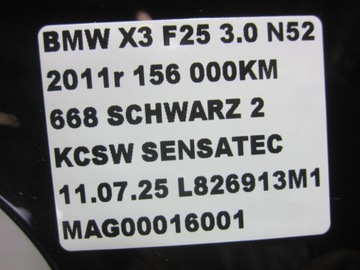 BMW X3 F25 3.0 N52
2011r 156 000KM
668 SCHWARZ 2
KCSW SENSATEC
11.07.25 L826913M1
MAG00016001